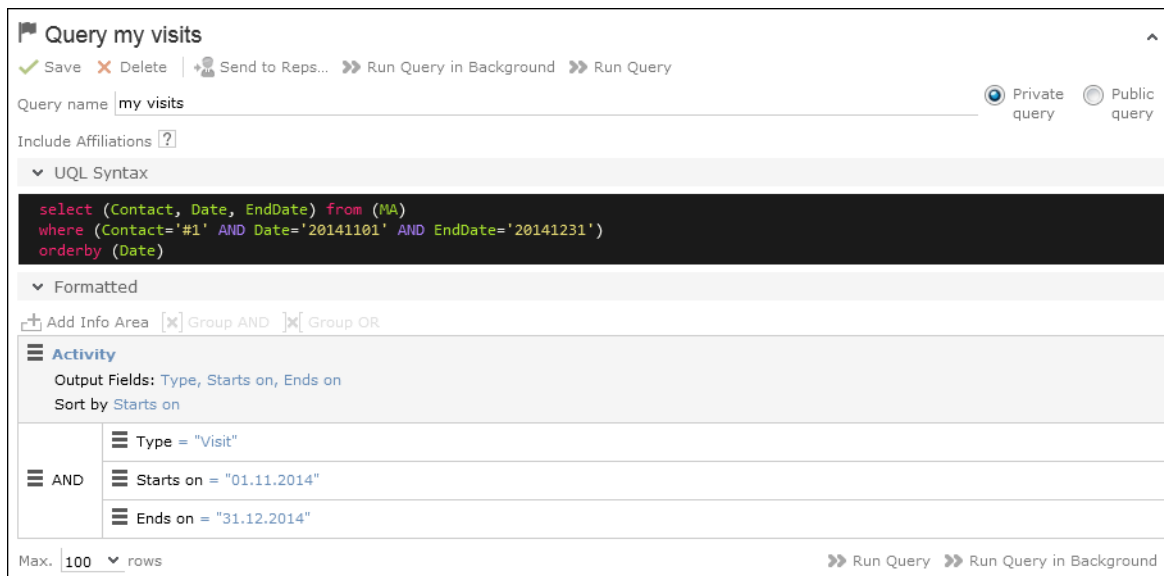 Query my visits
Save Delete Send to Reps... Run Query in Background Run Query
Query name my visits Private query Public query
Include Affiliations ?
UQL Syntax
select (Contact, Date, EndDate) from (MA)
where (Contact='#1' AND Date='20141101' AND EndDate='20141231')
orderby (Date)
Formatted
Add Info Area [x] Group AND ]x[ Group OR
Activity
Output Fields: Type, Starts on, Ends on
Sort by Starts on
Type = "Visit"
AND Starts on = "01.11.2014"
Ends on = "31.12.2014"
Max. 100 rows Run Query Run Query in Background